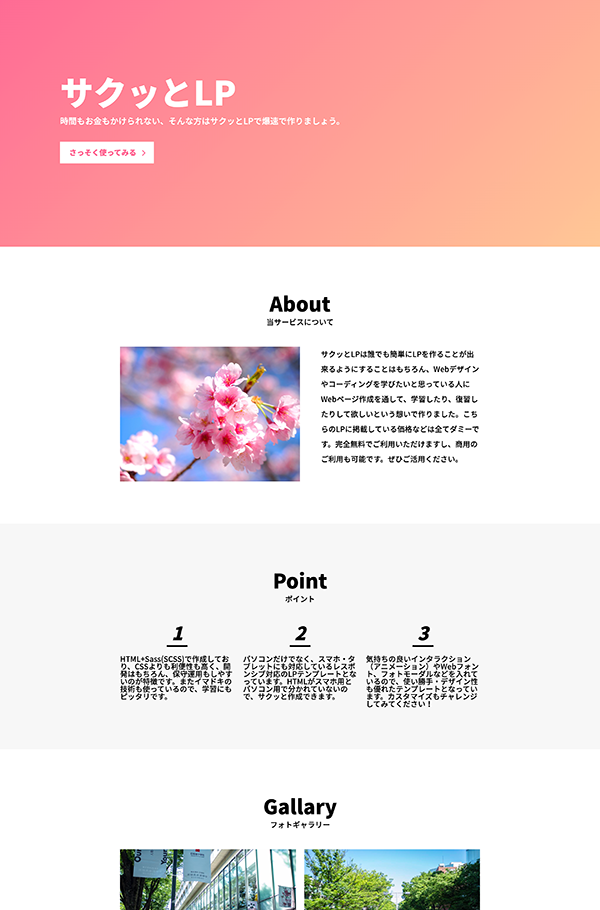 サクッとLP
時間もお金もかけられない、そんな方はサクッとLPで爆速で作りましょう。
さっそく使ってみる
About
当サービスについて
サクッとLPは誰でも簡単にLPを作ることが出
来るようにすることはもちろん、Webデザイン
やコーディングを学びたいと思っている人に
Webページ作成を通して、学習したり、復習し
たりして欲しいという想いで作りました。こち
らのLPに掲載している価格などは全てダミーで
す。完全無料でご利用いただけますし、商用の
ご利用も可能です。ぜひご活用ください。
Point
ポイント
1
HTML+Sass(SCSS)で作成してお
り、CSSよりも利便性も高く、開
発はもちろん、保守運用もしやす
いのが特徴です。またイマドキの
技術も使っているので、学習にも
ピッタリです。
2
パソコンだけでなく、スマホ・タ
ブレットにも対応しているレスポ
ンシブ対応のLPテンプレートとな
っています。HTMLがスマホ用と
パソコン用で分かれていないの
で、サクッと作成できます。
3
気持ちの良いインタラクション
（アニメーション）やWebフォン
ト、フォトモーダルなどを入れて
いるので、使い勝手・デザイン性
も優れたテンプレートとなってい
ます。カスタマイズもチャレンジ
してみてください！
Gallary
フォトギャラリー